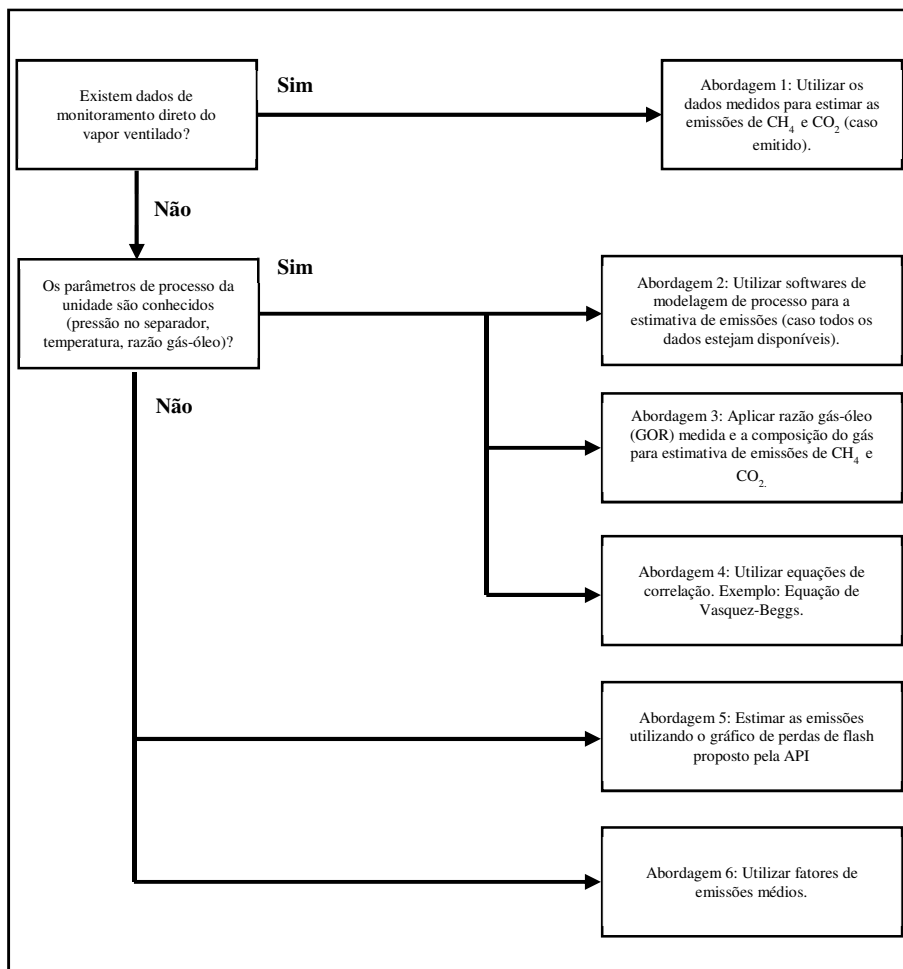 Existem dados de
monitoramento direto do
vapor ventilado?
Sim
Abordagem 1: Utilizar os
dados medidos para estimar as
emissões de CH4 e CO2 (caso
emitido).
Não
Os parâmetros de processo da
unidade são conhecidos
(pressão no separador,
temperatura, razão gás-óleo)?
Sim
Abordagem 2: Utilizar softwares de
modelagem de processo para a
estimativa de emissões (caso todos os
dados estejam disponíveis).
Não
Abordagem 3: Aplicar razão gás-óleo
(GOR) medida e a composição do gás
para estimativa de emissões de CH4 e
CO2.
Abordagem 4: Utilizar equações de
correlação. Exemplo: Equação de
Vasquez-Beggs.
Abordagem 5: Estimar as emissões
utilizando o gráfico de perdas de flash
proposto pela API
Abordagem 6: Utilizar fatores de
emissões médios.